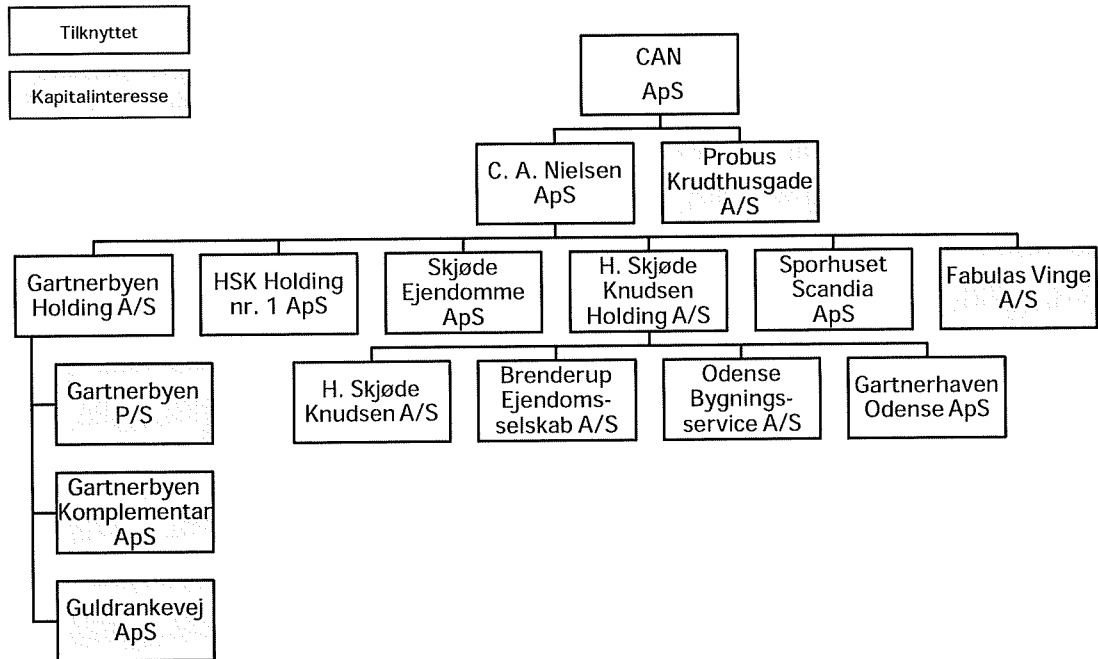 Tilknyttet
Kapitalinteresse
CAN
ApS
C. A. Nielsen
ApS
Probus
Krudthusgade
A/S
Gartnerbyen
Holding A/S
HSK Holding
nr. 1 ApS
Skjøde
Ejendomme
ApS
H. Skjøde
Knudsen
Holding A/S
Sporhuset
Scandia
ApS
Fabulas Vinge
A/S
Gartnerbyen
P/S
Gartnerbyen
Komplementar
ApS
Guldrankevej
ApS
H. Skjøde
Knudsen A/S
Brenderup
Ejendoms-
selskab A/S
Odense
Bygnings-
service A/S
Gartnerhaven
Odense ApS